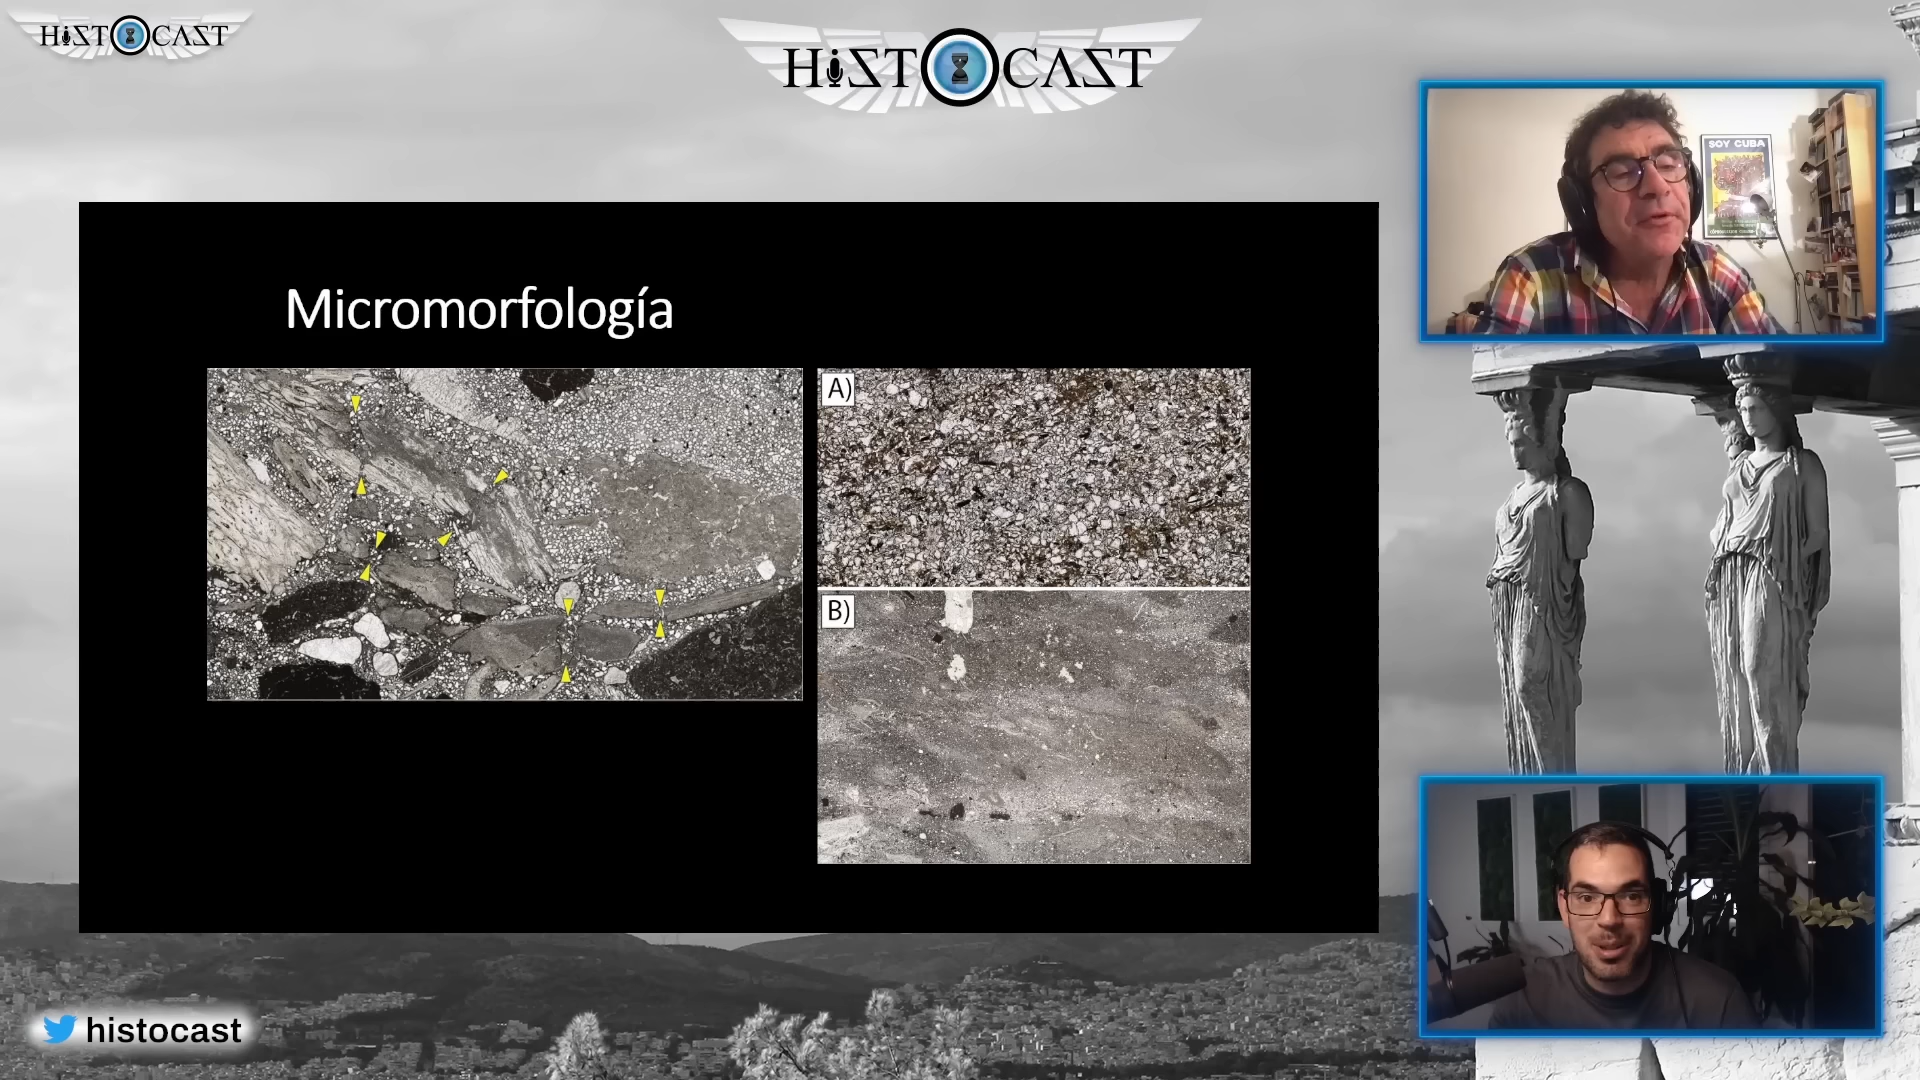 HiSTOCAST
HiSTOCAST
SOY CUBA
Micromorfología
A)
B)
histocast